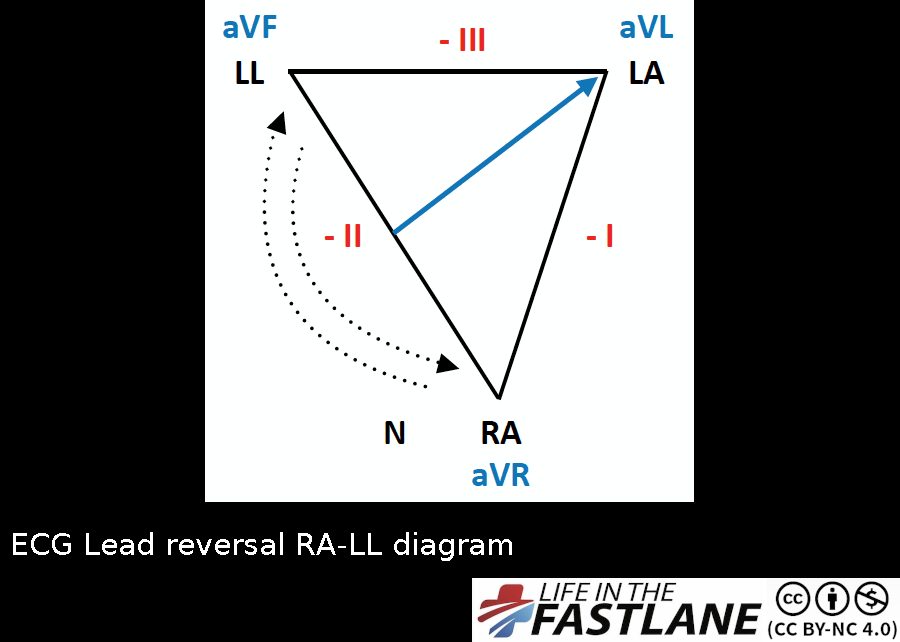 aVF
- III
aVL
LL
LA
- II
- I
N
RA
aVR
ECG Lead reversal RA-LL diagram
LIFE IN THE
FASTLANE
cc
(CC BY-NC 4.0)